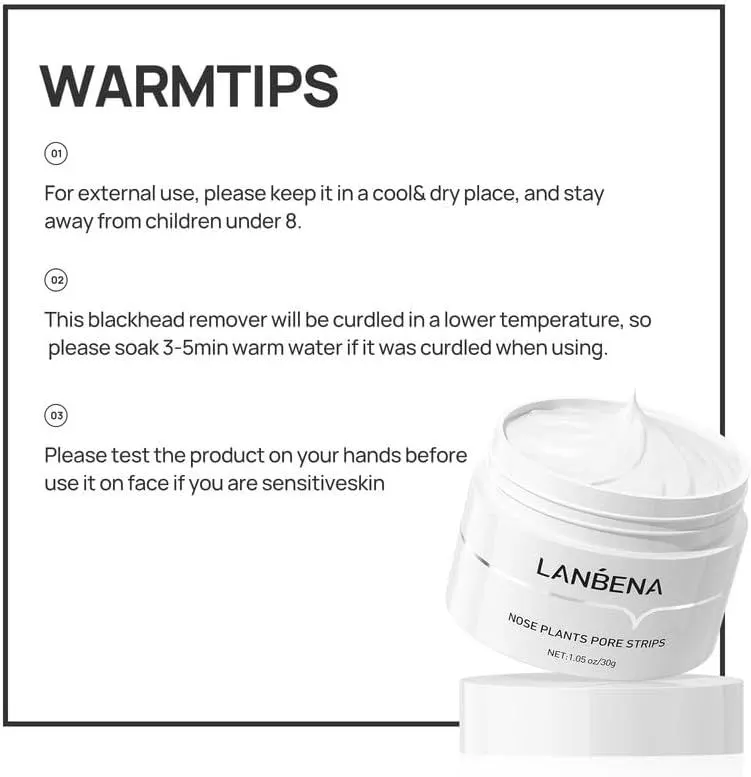 WARMTIPS
01
For external use, please keep it in a cool& dry place, and stay
away from children under 8.
02
This blackhead remover will be curdled in a lower temperature, so
please soak 3-5min warm water if it was curdled when using.
03
Please test the product on your hands before
use it on face if you are sensitiveskin
LANBENA
NOSE PLANTS PORE STRIPS
NET:1.05 oz/30g